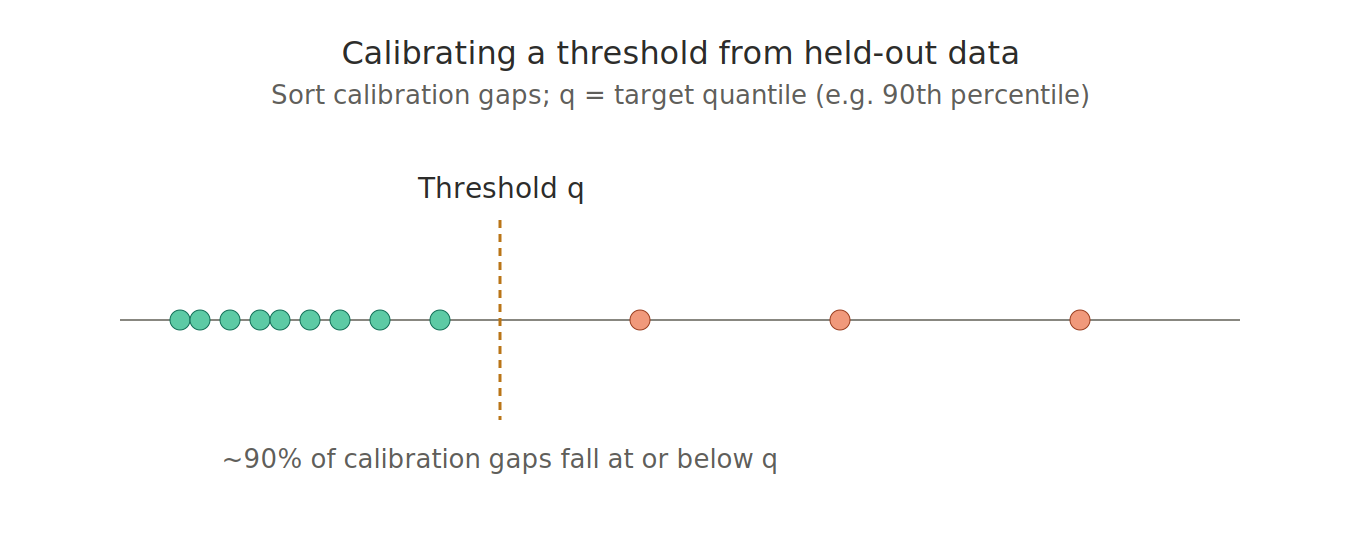 Calibrating a threshold from held-out data
Sort calibration gaps; q = target quantile (e.g. 90th percentile)
Threshold q
~90% of calibration gaps fall at or below q